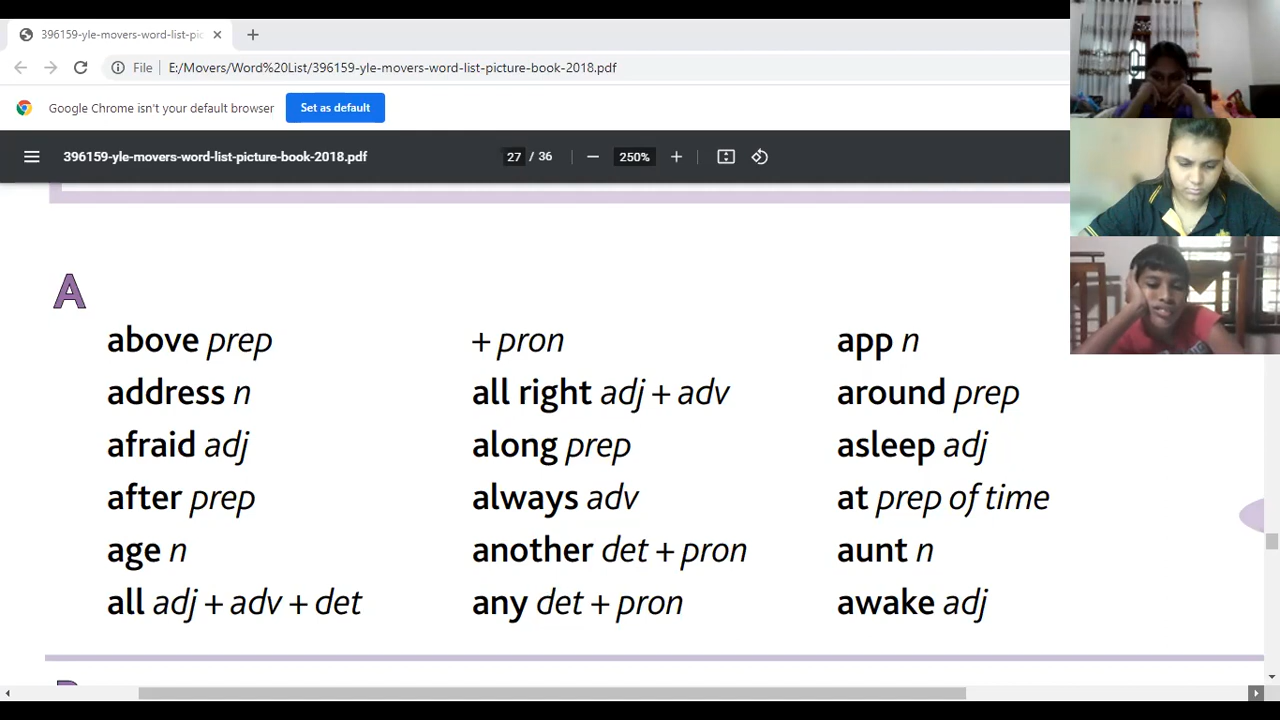 396159-yle-movers-word-list-pic
File
E:/Movers/Word%20List/396159-yle-movers-word-list-picture-book-2018.pdf
Google Chrome isn't your default browser
Set as default
396159-yle-movers-word-list-picture-book-2018.pdf
27 / 36
250%
A
above prep
address n
afraid adj
after prep
age n
all adj + adv + det
+ pron
all right adj + adv
along prep
always adv
another det + pron
any det + pron
app n
around prep
asleep adj
at prep of time
aunt n
awake adj